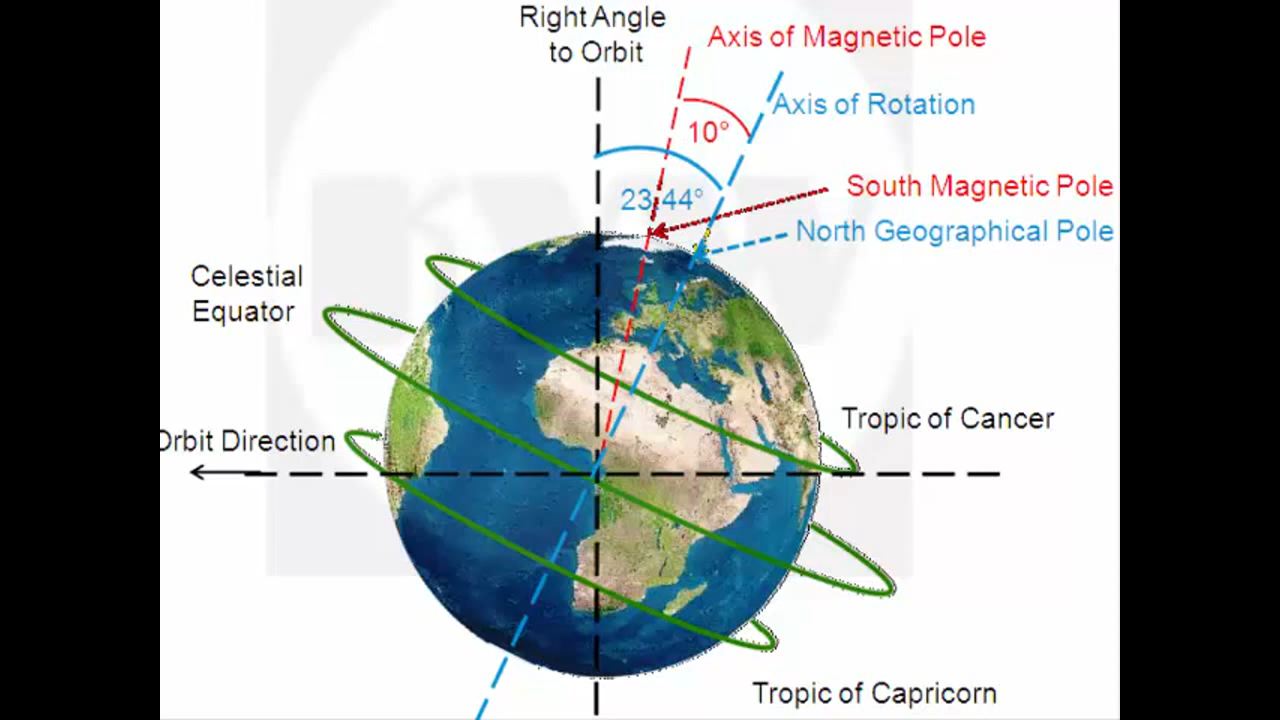 Right Angle
to Orbit
Axis of Magnetic Pole
Axis of Rotation
10°
23.44°
South Magnetic Pole
North Geographical Pole
Celestial
Equator
Tropic of Cancer
Orbit Direction
Tropic of Capricorn